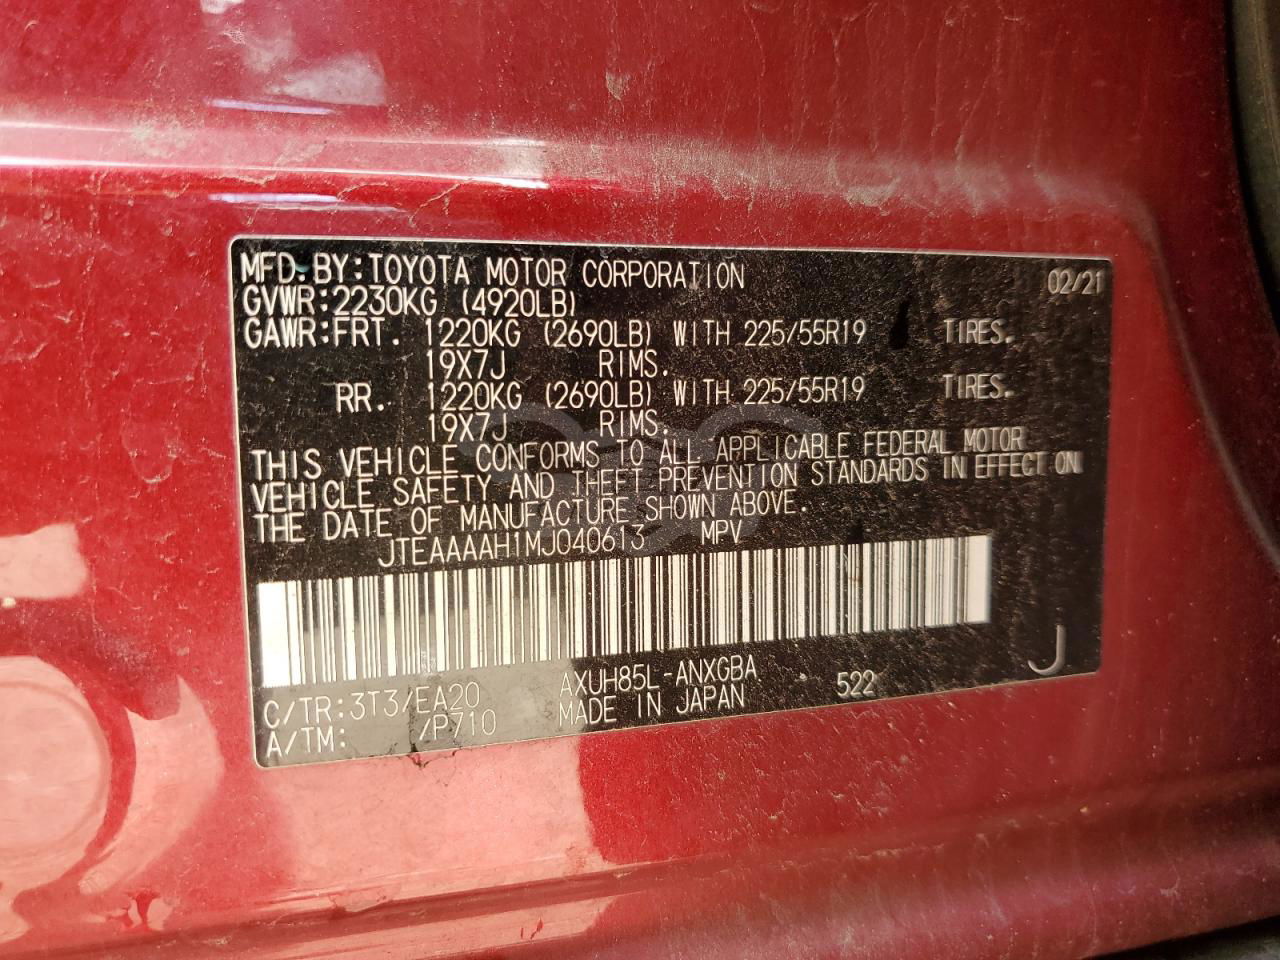 MFD.BY:TOYOTA MOTOR CORPORATION 02/21
GVWR:2230KG (4920LB)
GAWR:FRT. 1220KG (2690LB) WITH 225/55R19 TIRES.
19X7J RIMS.
RR. 1220KG (2690LB) WITH 225/55R19 TIRES.
19X7J RIMS.
THIS VEHICLE CONFORMS TO ALL APPLICABLE FEDERAL MOTOR
VEHICLE SAFETY AND THEFT PREVENTION STANDARDS IN EFFECT ON
THE DATE OF MANUFACTURE SHOWN ABOVE.
JTEAAAAH1MJ040613 MPV
C/TR:3T3/EA20 AXUH85L-ANXGBA 522 J
A/TM: /P710 MADE IN JAPAN